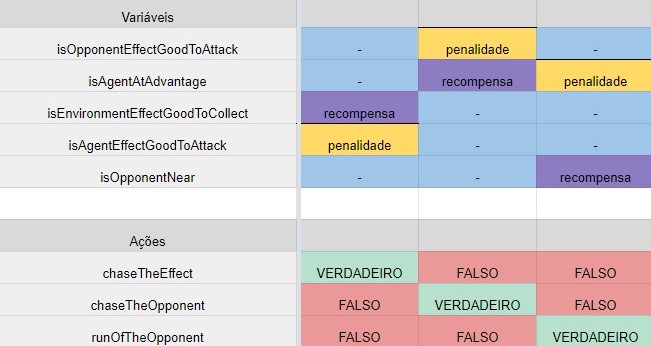 Variáveis
isOpponentEffectGoodToAttack - penalidade -
isAgentAtAdvantage - recompensa penalidade
isEnvironmentEffectGoodToCollect recompensa - -
isAgentEffectGoodToAttack penalidade - -
isOpponentNear - - recompensa
Ações
chaseTheEffect VERDADEIRO FALSO FALSO
chaseTheOpponent FALSO VERDADEIRO FALSO
runOfTheOpponent FALSO FALSO VERDADEIRO